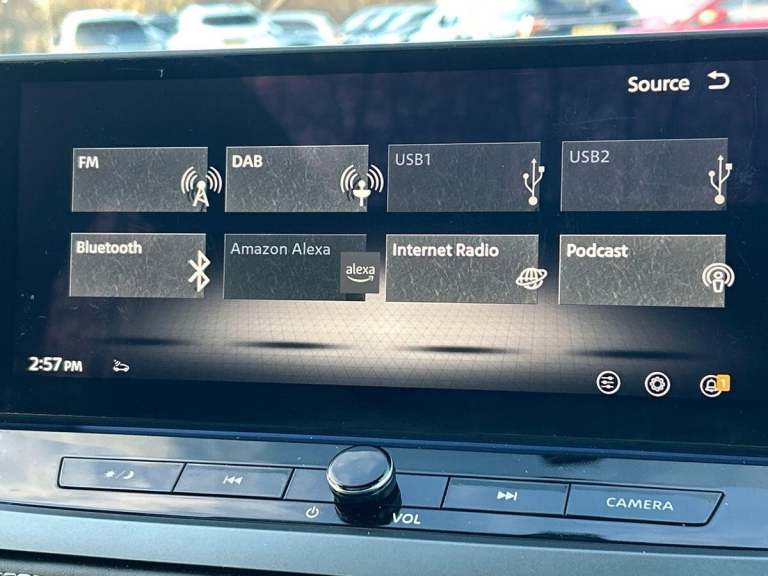 Source
FM
DAB
USB1
USB2
Bluetooth
Amazon Alexa
alexa
Internet Radio
Podcast
2:57 PM
1
VOL
CAMERA